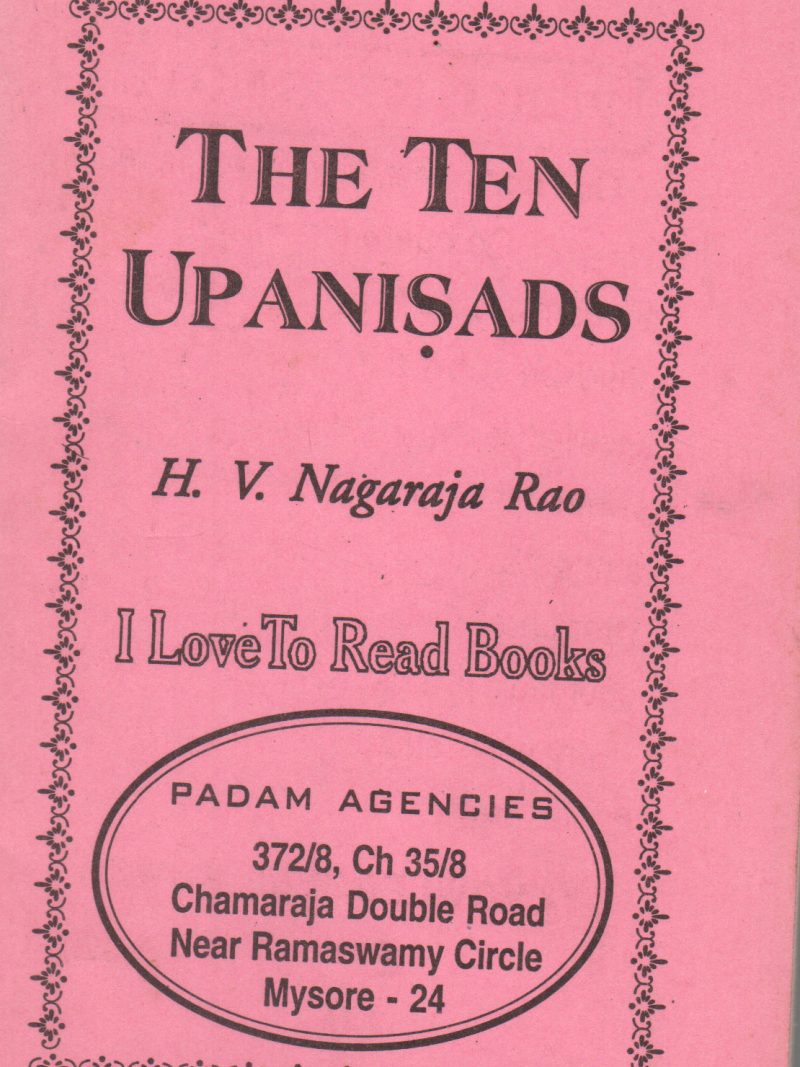 THE TEN
UPANIṢADS
H. V. Nagaraja Rao
I Love To Read Books
PADAM AGENCIES
372/8, Ch 35/8
Chamaraja Double Road
Near Ramaswamy Circle
Mysore - 24